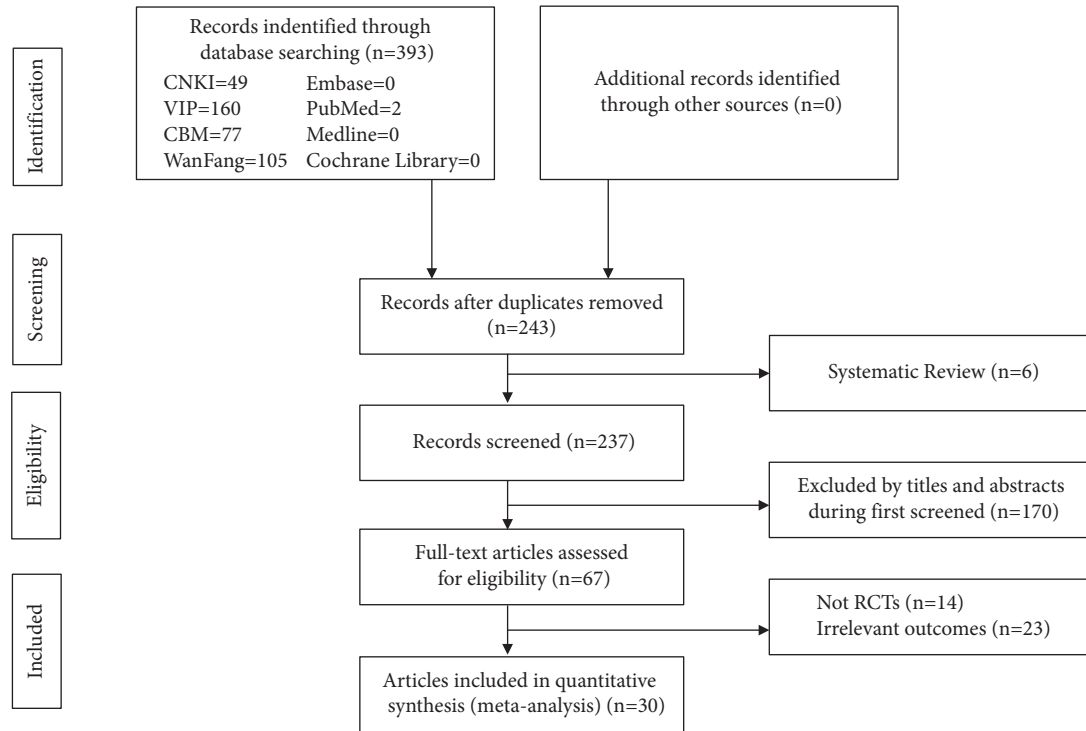 Identification
Records indentified through
database searching (n=393)
CNKI=49 Embase=0
VIP=160 PubMed=2
CBM=77 Medline=0
WanFang=105 Cochrane Library=0
Additional records identified
through other sources (n=0)
Screening
Records after duplicates removed
(n=243)
Systematic Review (n=6)
Eligibility
Records screened (n=237)
Excluded by titles and abstracts
during first screened (n=170)
Full-text articles assessed
for eligibility (n=67)
Included
Not RCTs (n=14)
Irrelevant outcomes (n=23)
Articles included in quantitative
synthesis (meta-analysis) (n=30)